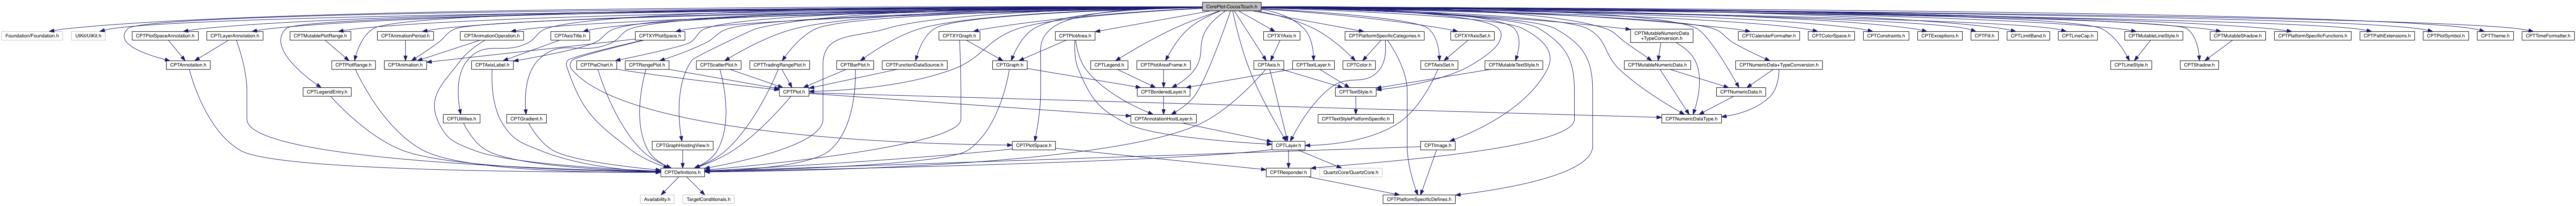 CorePlot-CocoaTouch.h
Foundation/Foundation.h
UIKit/UIKit.h
CPTPlotSpaceAnnotation.h
CPTLayerAnnotation.h
CPTMutablePlotRange.h
CPTAnimationPeriod.h
CPTAnimationOperation.h
CPTAxisTitle.h
CPTXYPlotSpace.h
CPTXYGraph.h
CPTPlotArea.h
CPTXYAxis.h
CPTPlatformSpecificCategories.h
CPTXYAxisSet.h
CPTMutableNumericData
+TypeConversion.h
CPTCalendarFormatter.h
CPTColorSpace.h
CPTConstraints.h
CPTExceptions.h
CPTFill.h
CPTLimitBand.h
CPTLineCap.h
CPTMutableLineStyle.h
CPTMutableShadow.h
CPTPlatformSpecificFunctions.h
CPTPathExtensions.h
CPTPlotSymbol.h
CPTTheme.h
CPTTimeFormatter.h
CPTAnnotation.h
CPTPlotRange.h
CPTAnimation.h
CPTAxisLabel.h
CPTPieChart.h
CPTRangePlot.h
CPTScatterPlot.h
CPTTradingRangePlot.h
CPTBarPlot.h
CPTFunctionDataSource.h
CPTGraph.h
CPTLegend.h
CPTPlotAreaFrame.h
CPTAxis.h
CPTTextLayer.h
CPTColor.h
CPTAxisSet.h
CPTMutableTextStyle.h
CPTMutableNumericData.h
CPTNumericData+TypeConversion.h
CPTLineStyle.h
CPTShadow.h
CPTLegendEntry.h
CPTPlot.h
CPTBorderedLayer.h
CPTTextStyle.h
CPTNumericData.h
CPTUtilities.h
CPTGradient.h
CPTAnnotationHostLayer.h
CPTTextStylePlatformSpecific.h
CPTNumericDataType.h
CPTGraphHostingView.h
CPTPlotSpace.h
CPTLayer.h
CPTImage.h
CPTDefinitions.h
CPTResponder.h
QuartzCore/QuartzCore.h
Availability.h
TargetConditionals.h
CPTPlatformSpecificDefines.h